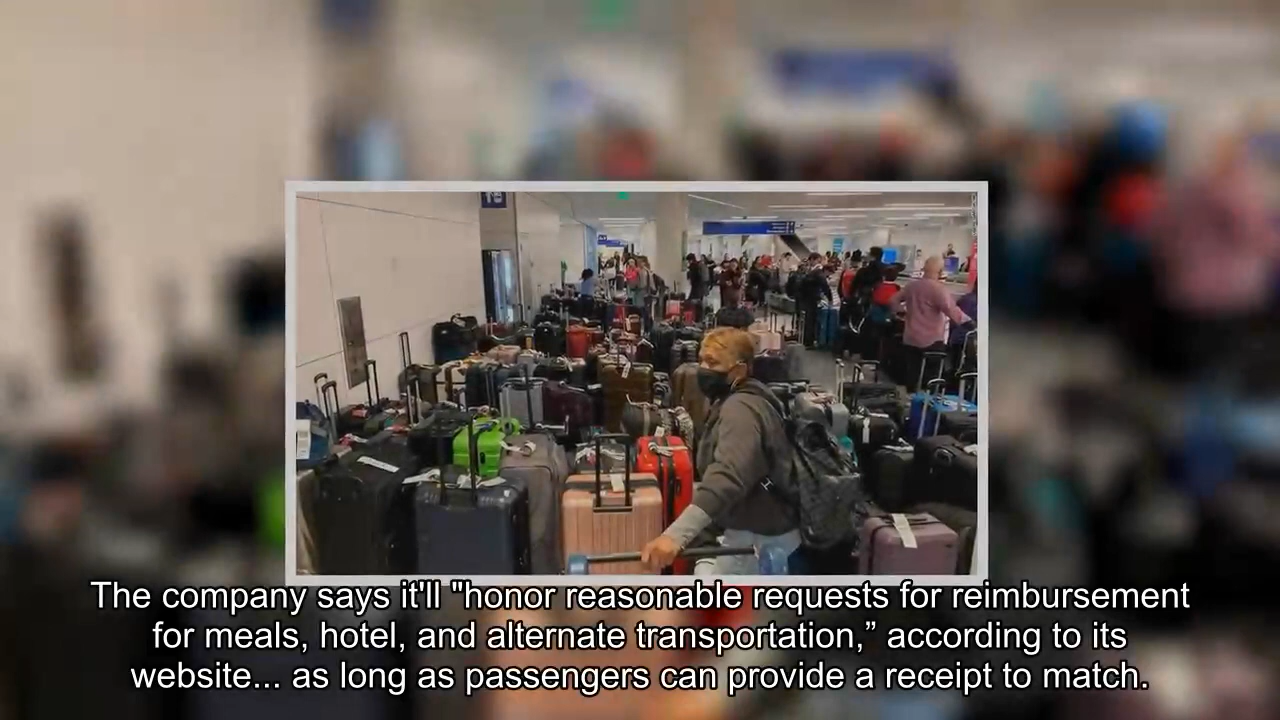 The company says it'll "honor reasonable requests for reimbursement
for meals, hotel, and alternate transportation,” according to its
website... as long as passengers can provide a receipt to match.